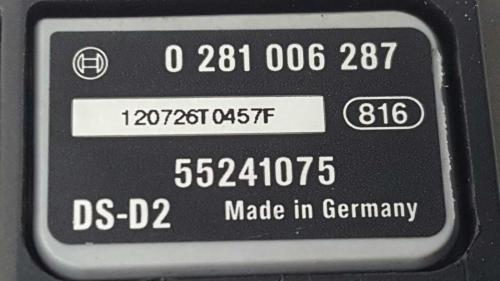 0 281 006 287
120726T0457F 816
55241075
DS-D2 Made in Germany